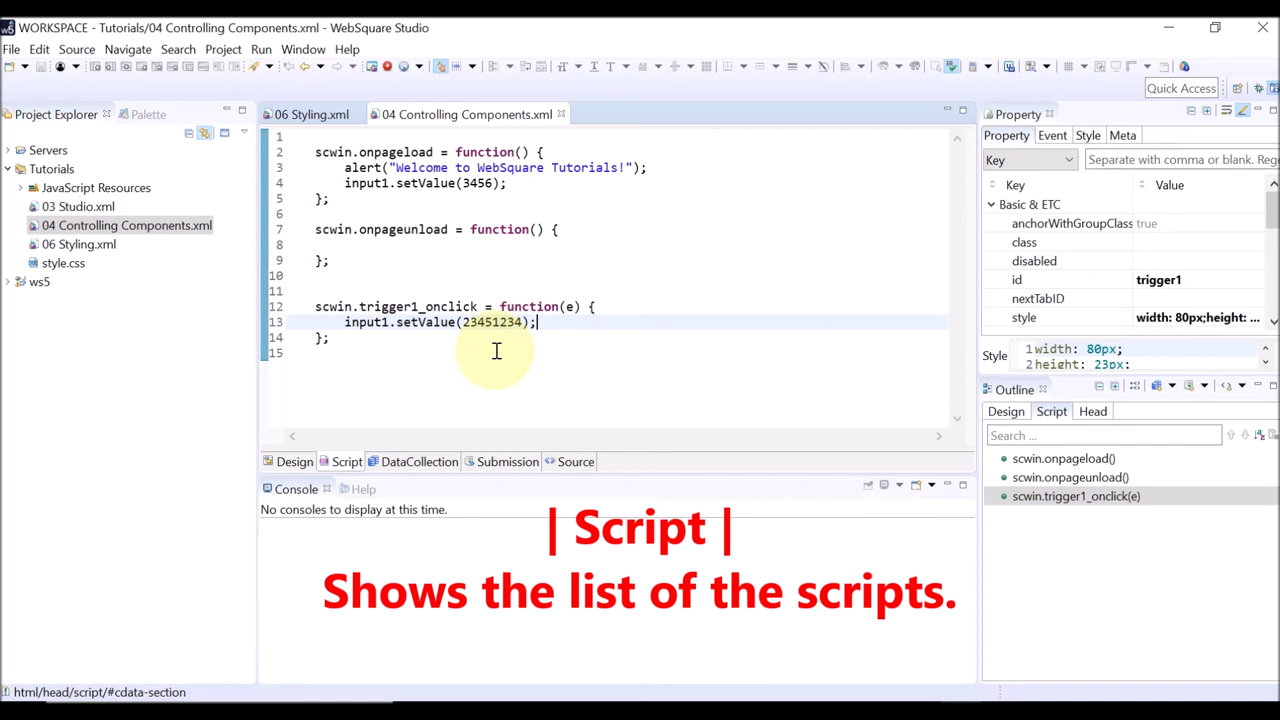 WORKSPACE - Tutorials/04 Controlling Components.xml - WebSquare Studio
File Edit Source Navigate Search Project Run Window Help
Quick Access
Project Explorer Palette
Servers
Tutorials
JavaScript Resources
03 Studio.xml
04 Controlling Components.xml
06 Styling.xml
style.css
ws5
06 Styling.xml 04 Controlling Components.xml
1
2 scwin.onpageload = function() {
3 alert("Welcome to WebSquare Tutorials!");
4 input1.setValue(3456);
5 };
6
7 scwin.onpageunload = function() {
8
9 };
10
11
12 scwin.trigger1_onclick = function(e) {
13 input1.setValue(23451234);
14 };
15
Design Script DataCollection Submission Source
Console Help
No consoles to display at this time.
| Script |
Shows the list of the scripts.
Property
Property Event Style Meta
Key Separate with comma or blank. Ex)
Key Value
Basic & ETC
anchorWithGroupClass true
class
disabled
id trigger1
nextTabID
style width: 80px;height: ...
Style 1 width: 80px;
2 height: 23px;
Outline
Design Script Head
Search ...
scwin.onpageload()
scwin.onpageunload()
scwin.trigger1_onclick(e)
html/head/script/#cdata-section